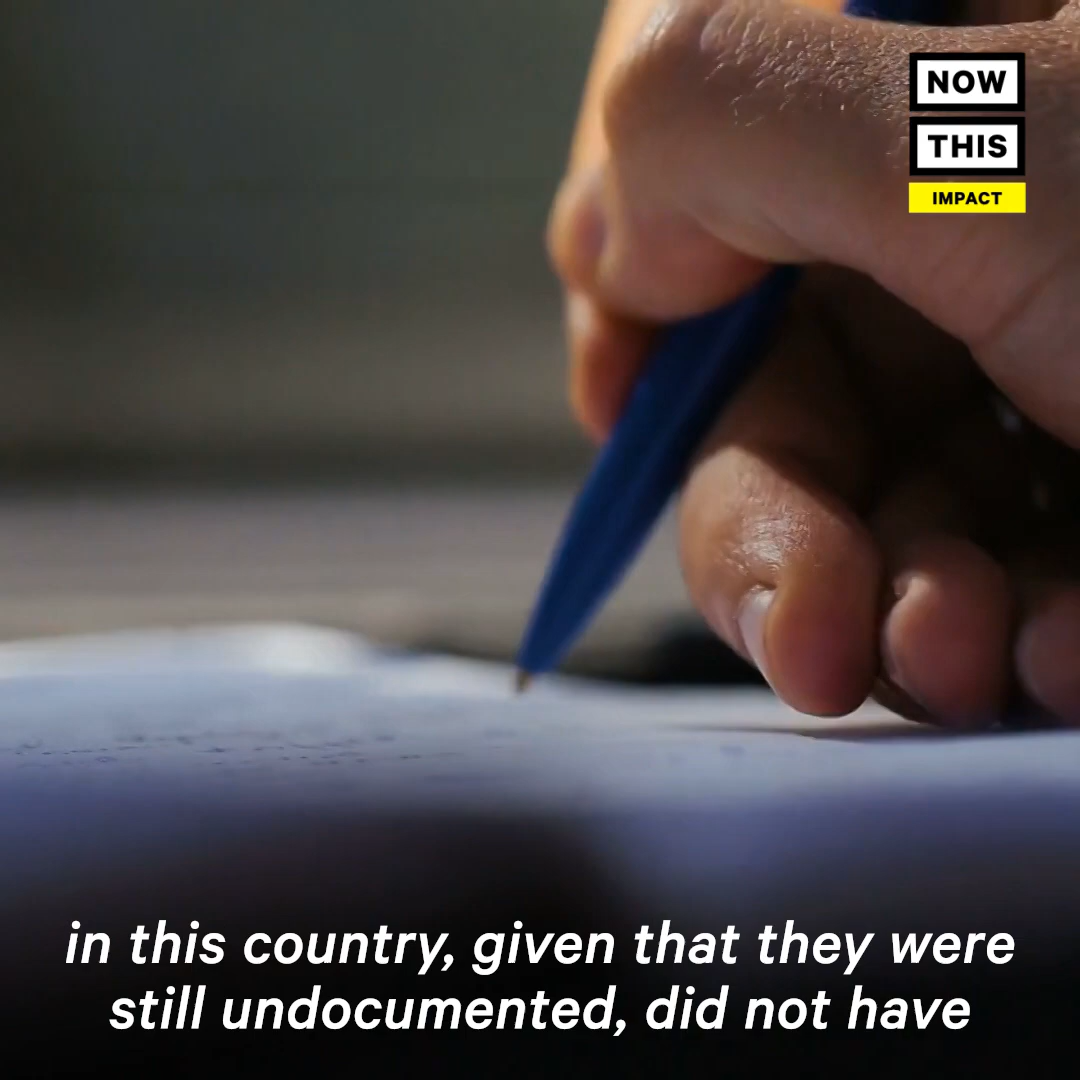 NOW
THIS
IMPACT
in this country, given that they were
still undocumented, did not have